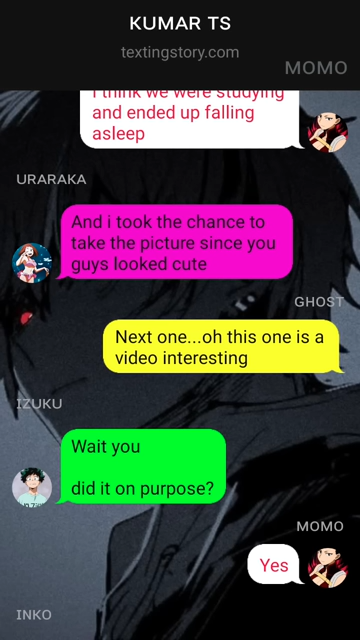 KUMAR TS
textingstory.com
MOMO
I think we were studying
and ended up falling
asleep
URARAKA
And i took the chance to
take the picture since you
guys looked cute
GHOST
Next one...oh this one is a
video interesting
IZUKU
Wait you
did it on purpose?
MOMO
Yes
INKO